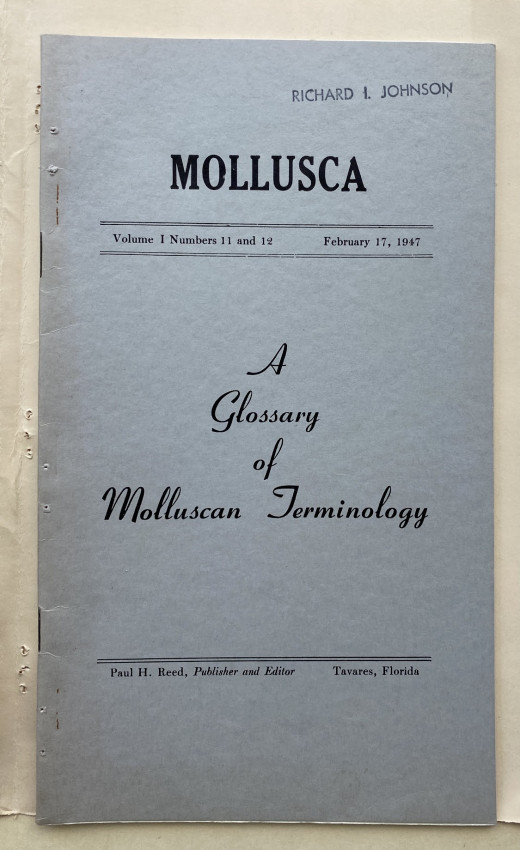 RICHARD I. JOHNSON
MOLLUSCA
Volume I Numbers 11 and 12 February 17, 1947
A
Glossary
of
Molluscan Terminology
Paul H. Reed, Publisher and Editor Tavares, Florida